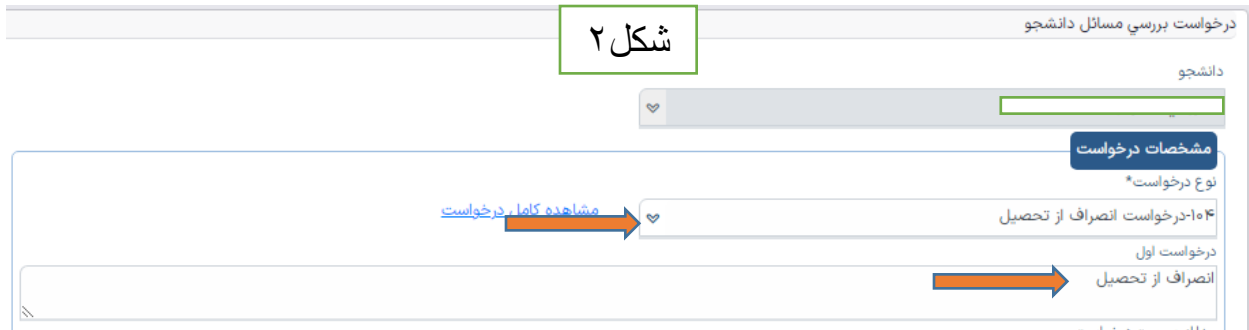 شکل۲
درخواست بررسي مسائل دانشجو
دانشجو
مشخصات درخواست
نوع درخواست*
۱۰۴-درخواست انصراف از تحصیل
مشاهده کامل درخواست
درخواست اول
انصراف از تحصیل